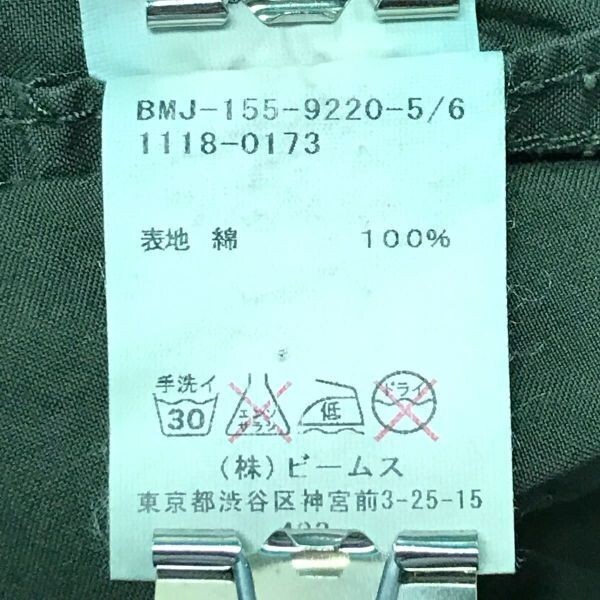 BMJ-155-9220-5/6
1118-0173
表地 綿 100%
手洗イ
30 エンソ 低 ドライ
サラシ
(株)ビームス
東京都渋谷区神宮前3-25-15